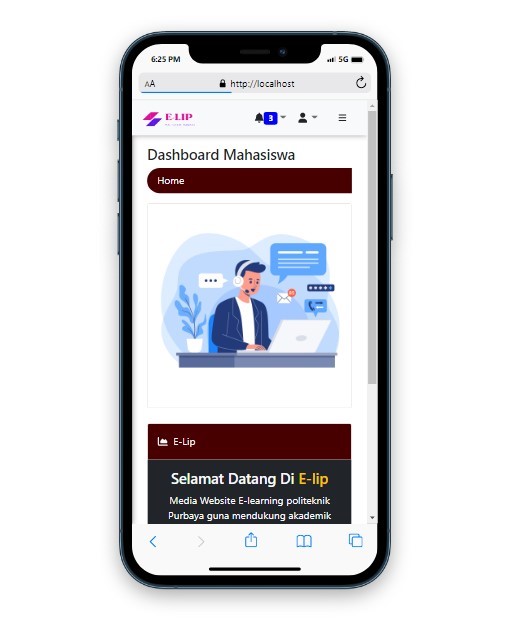 6:25 PM
5G
AA
http://localhost
E-LIP
3
Dashboard Mahasiswa
Home
E-Lip
Selamat Datang Di E-lip
Media Website E-learning politeknik
Purbaya guna mendukung akademik